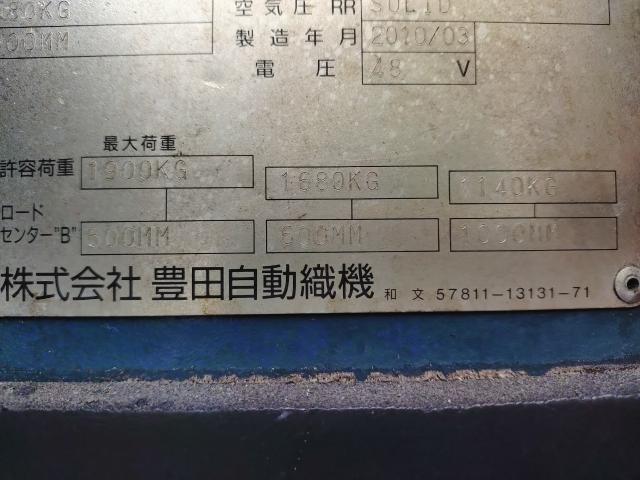 空気圧 RR SOLID
製造年月 2010/03
電圧 48 V
最大荷重
許容荷重 1900KG 1680KG 1140KG
ロード
センター"B" 500MM 600MM 1000MM
株式会社 豊田自動織機 和文 57811-13131-71